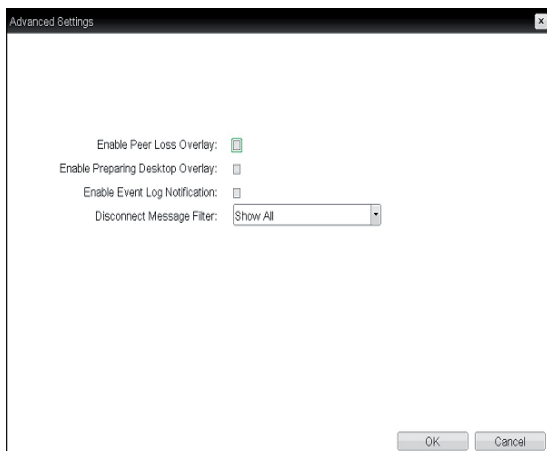 Advanced Settings
Enable Peer Loss Overlay:
Enable Preparing Desktop Overlay:
Enable Event Log Notification:
Disconnect Message Filter: Show All
OK Cancel